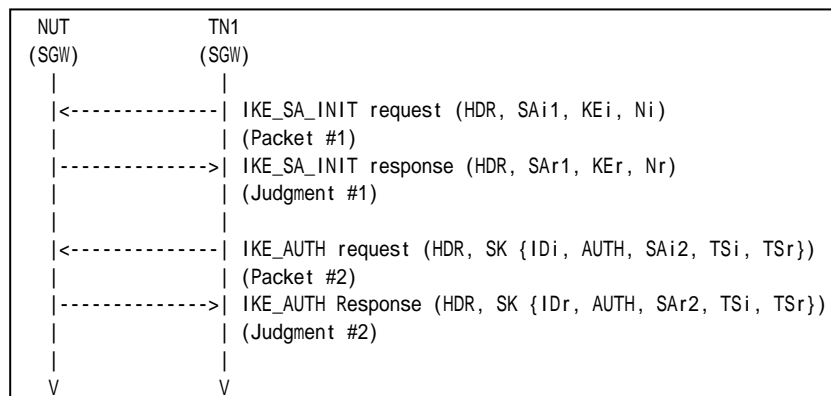 NUT TN1
(SGW) (SGW)
| |
|<--------------| IKE_SA_INIT request (HDR, SAi1, KEi, Ni)
| | (Packet #1)
|-------------->| IKE_SA_INIT response (HDR, SAr1, KEr, Nr)
| | (Judgment #1)
| |
|<--------------| IKE_AUTH request (HDR, SK {IDi, AUTH, SAi2, TSi, TSr})
| | (Packet #2)
|-------------->| IKE_AUTH Response (HDR, SK {IDr, AUTH, SAr2, TSi, TSr})
| | (Judgment #2)
| |
V V